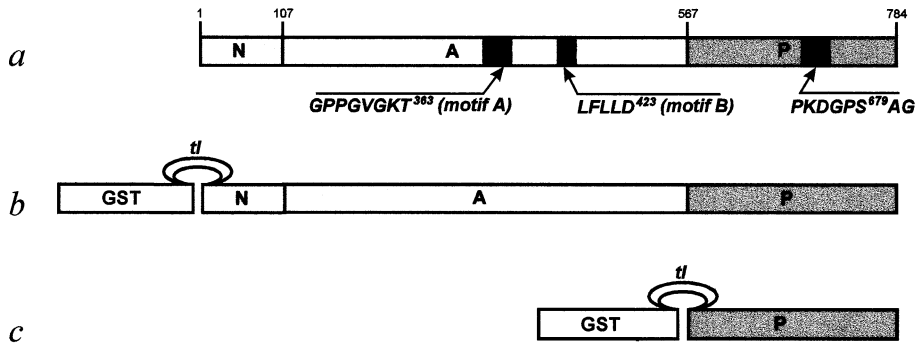 1 107 567 784
a N A P
GPPGVGKT363 (motif A) LFLLD423 (motif B) PKDGPS679AG
tl
b GST N A P
tl
c GST P